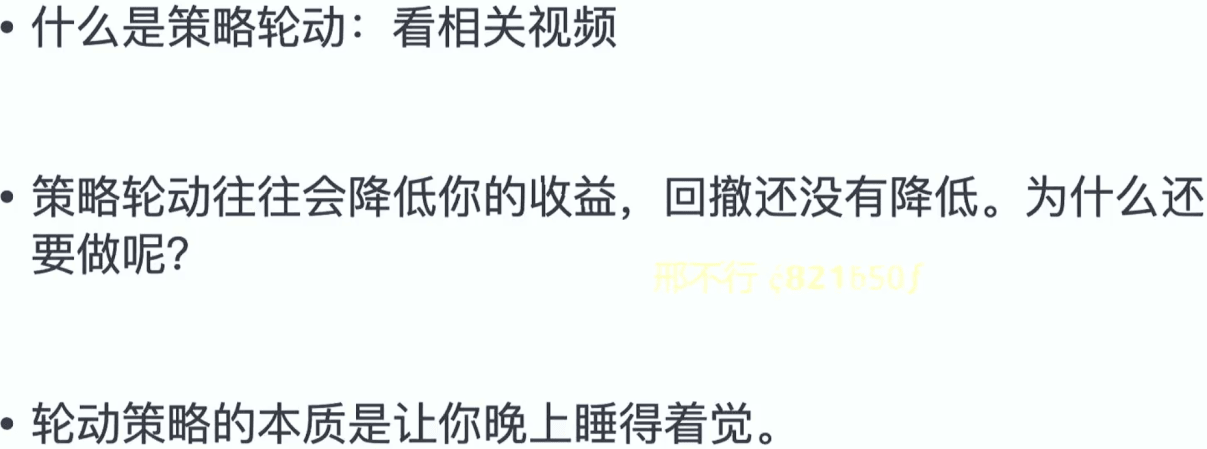 • 什么是策略轮动：看相关视频
• 策略轮动往往会降低你的收益，回撤还没有降低。为什么还
要做呢？
邢不行 c821b50f
• 轮动策略的本质是让你晚上睡得着觉。